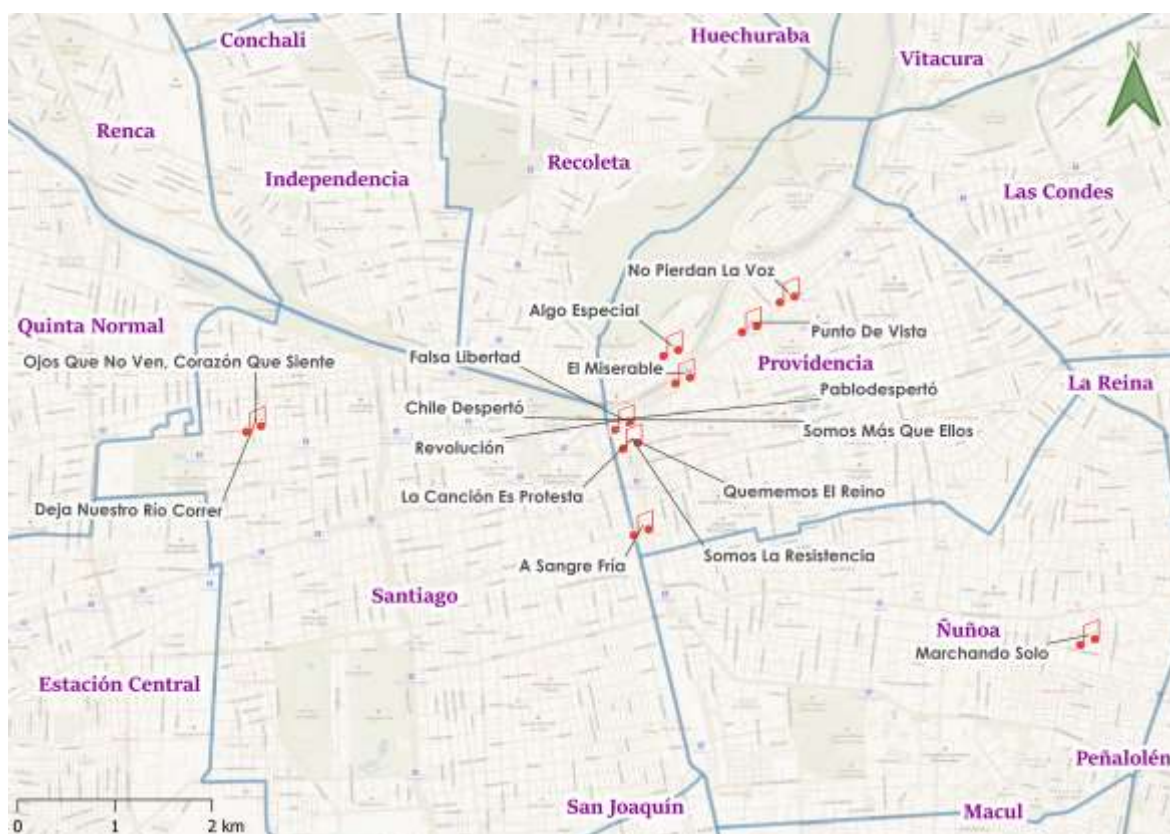 Conchalí
Huechuraba
Vitacura
N
Renca
Independencia
Recoleta
Las Condes
No Pierdan La Voz
Algo Especial
Quinta Normal
Punto De Vista
Ojos Que No Ven, Corazón Que Siente
Falsa Libertad
El Miserable
Providencia
La Reina
Pablodespertó
Chile Despertó
Somos Más Que Ellos
Revolución
La Canción Es Protesta
Quememos El Reino
Deja Nuestro Rio Correr
Somos La Resistencia
A Sangre Fría
Santiago
Ñuñoa
Marchando Solo
Estación Central
Peñalolén
San Joaquín
Macul
0 1 2 km